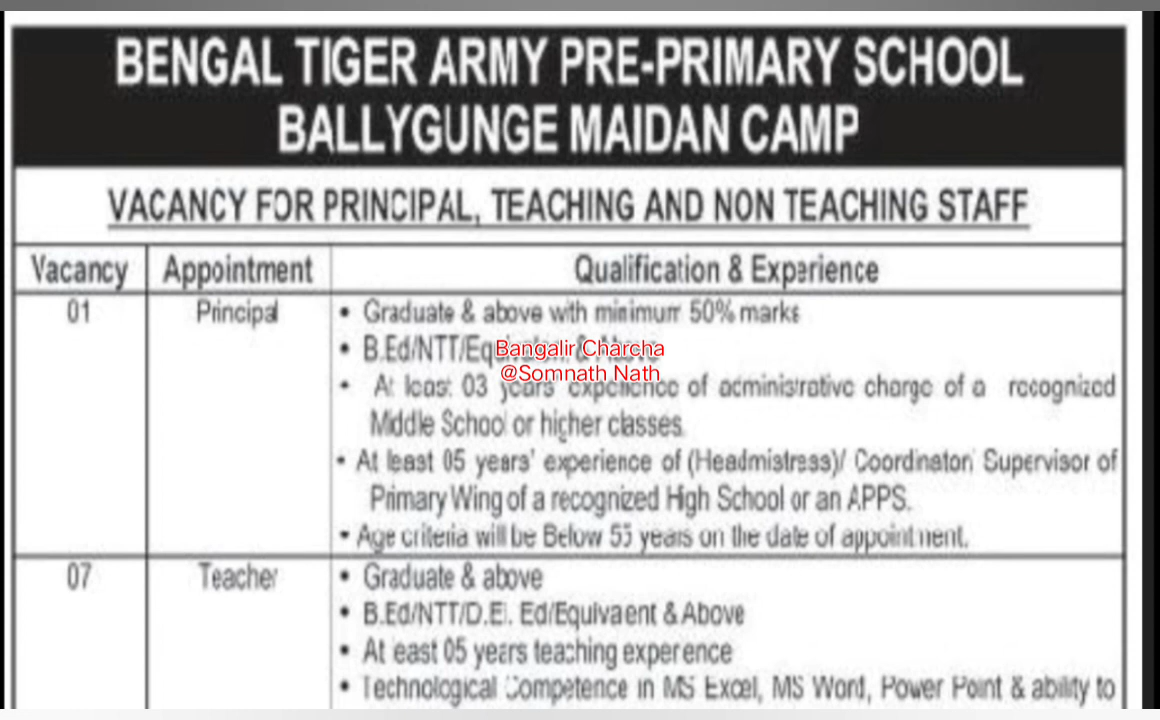 BENGAL TIGER ARMY PRE-PRIMARY SCHOOL
BALLYGUNGE MAIDAN CAMP
VACANCY FOR PRINCIPAL, TEACHING AND NON TEACHING STAFF
Vacancy Appointment Qualification & Experience
01 Principal • Graduate & above with minimum 50% marks
• B.Ed/NTT/Equivalent & Above
Bangalir Charcha
@Somnath Nath
• At least 03 years' experience of administrative charge of a recognized
Middle School or higher classes
• At least 05 years' experience of (Headmistress)/ Coordinator/ Supervisor of
Primary Wing of a recognized High School or an APPS.
• Age criteria will be Below 55 years on the date of appointment.
07 Teacher • Graduate & above
• B.Ed/NTT/D.El. Ed/Equivaent & Above
• At east 05 years teaching experence
• Technological Competence in MS Excel, MS Word, Power Point & ability to